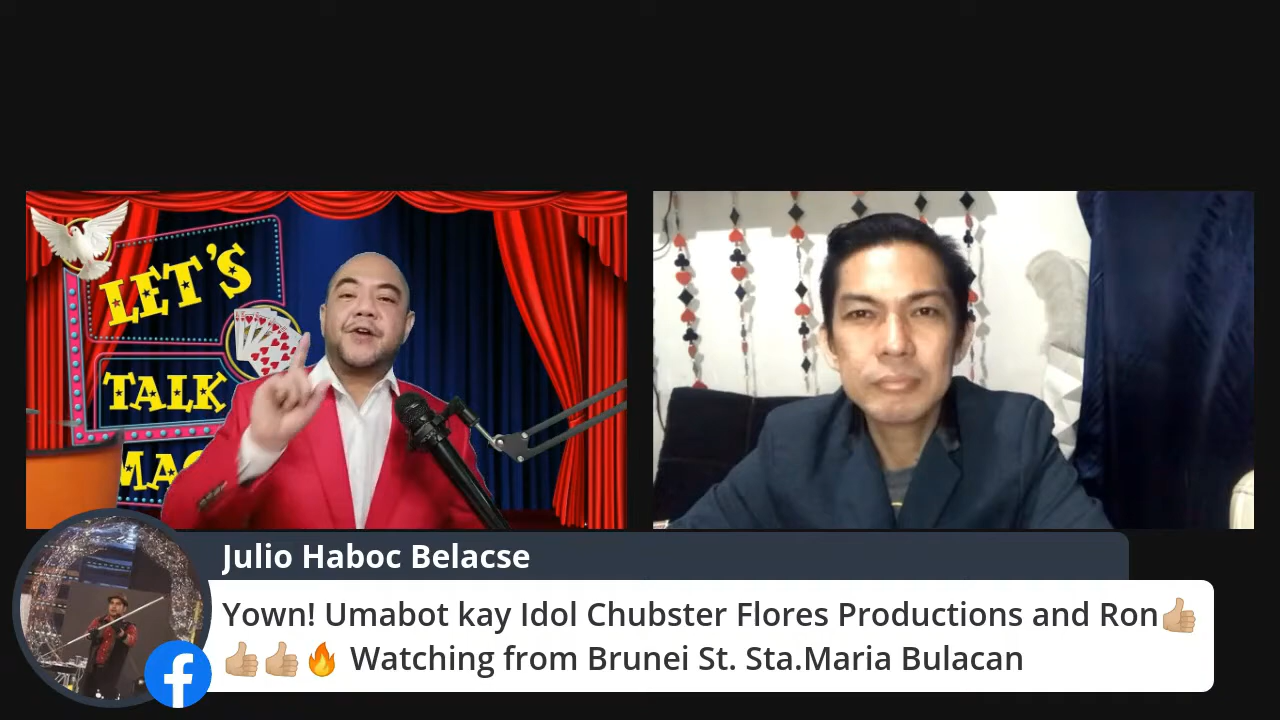 LET'S
TALK
MAG
Julio Haboc Belacse
Yown! Umabot kay Idol Chubster Flores Productions and Ron👍🏼
👍🏼👍🏼🔥 Watching from Brunei St. Sta.Maria Bulacan